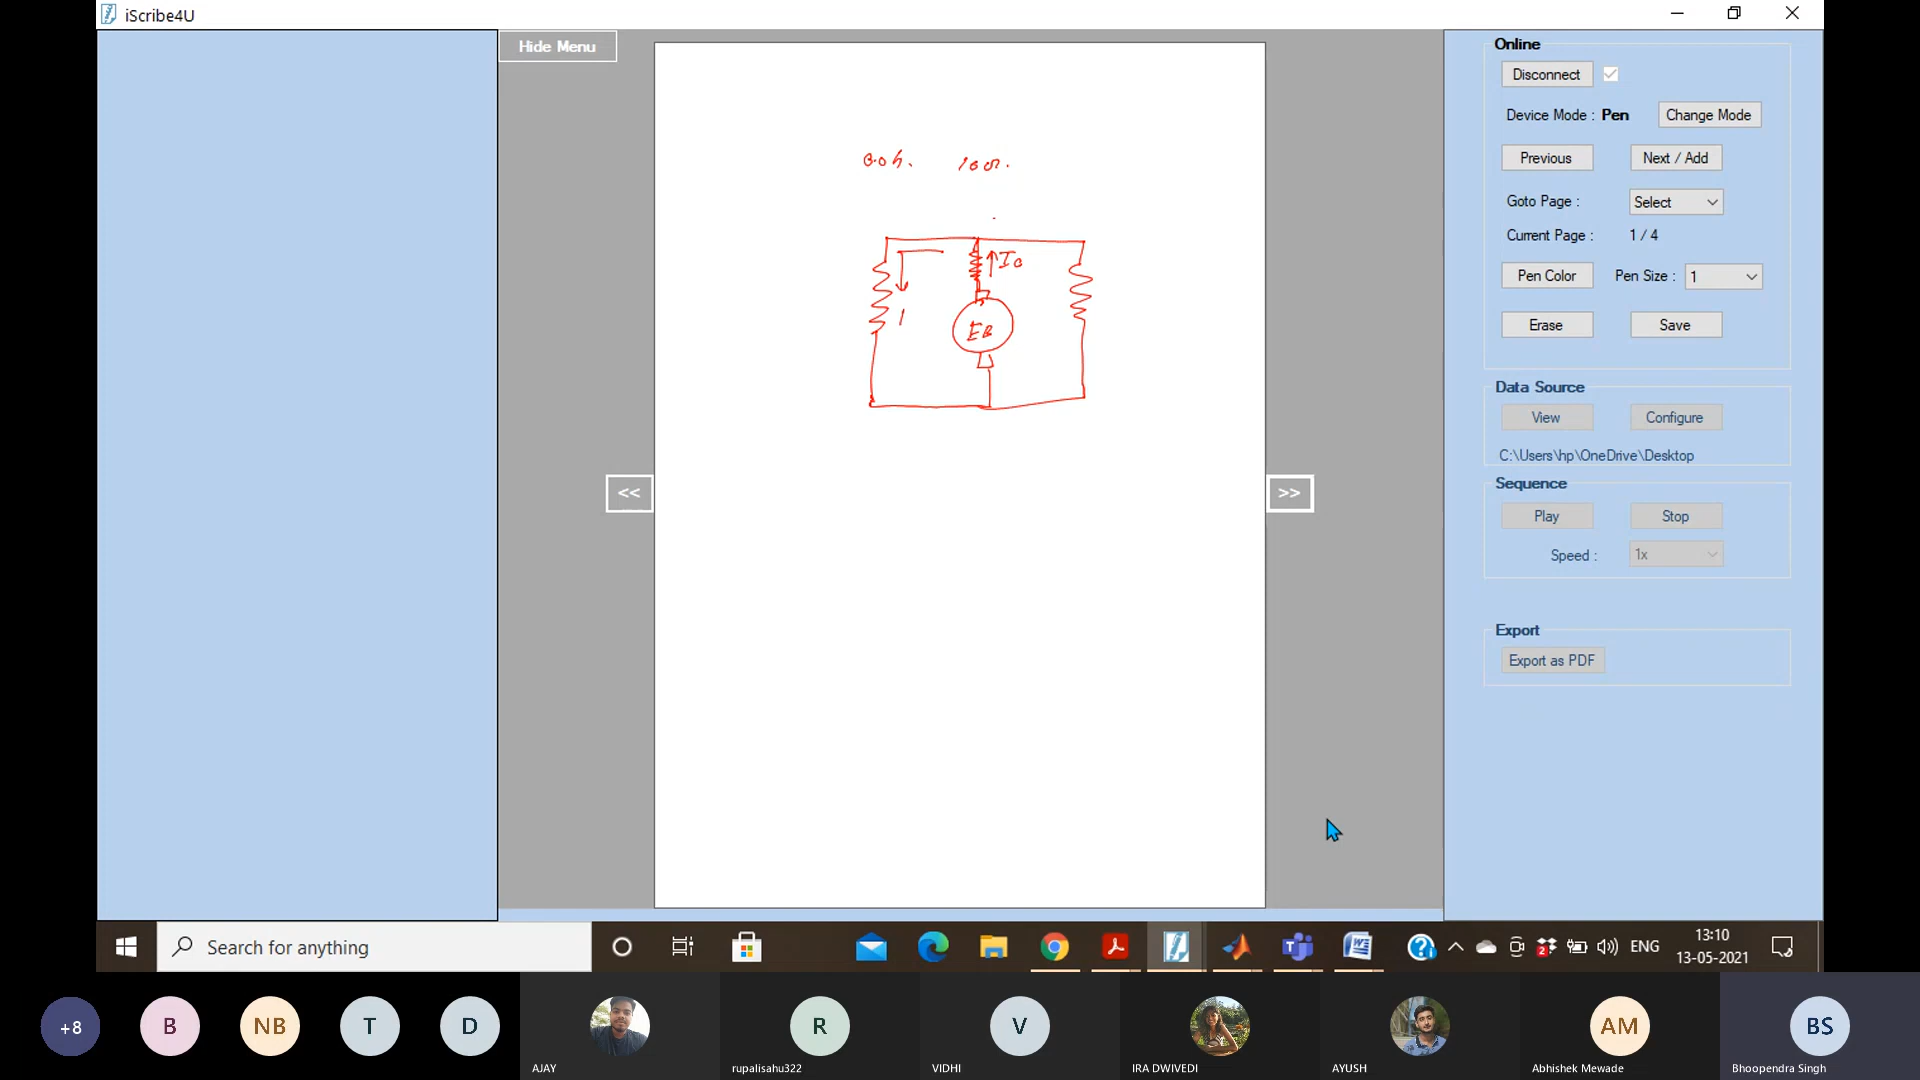 iScribe4U
Hide Menu
Online
Disconnect
Device Mode : Pen Change Mode
Previous Next / Add
Goto Page : Select
Current Page : 1 / 4
Pen Color Pen Size : 1
Erase Save
Data Source
View Configure
C:\Users\hp\OneDrive\Desktop
Sequence
Play Stop
Speed : 1x
Export
Export as PDF
<< >>
EB
Search for anything
ENG
13:10
13-05-2021
+8 B NB T D R V AM BS
AJAY rupalisahu322 VIDHI IRA DWIVEDI AYUSH Abhishek Mewade Bhoopendra Singh